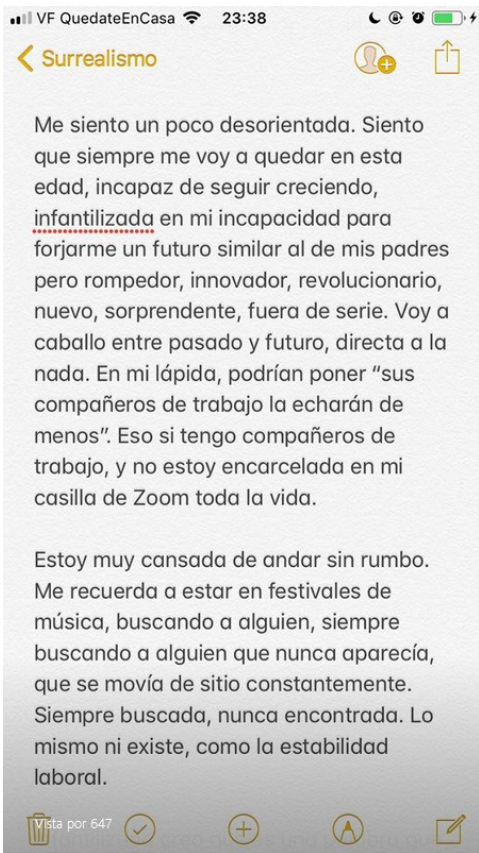 VF QuedateEnCasa 23:38
Surrealismo
Me siento un poco desorientada. Siento
que siempre me voy a quedar en esta
edad, incapaz de seguir creciendo,
infantilizada en mi incapacidad para
forjarme un futuro similar al de mis padres
pero rompedor, innovador, revolucionario,
nuevo, sorprendente, fuera de serie. Voy a
caballo entre pasado y futuro, directa a la
nada. En mi lápida, podrían poner “sus
compañeros de trabajo la echarán de
menos”. Eso si tengo compañeros de
trabajo, y no estoy encarcelada en mi
casilla de Zoom toda la vida.
Estoy muy cansada de andar sin rumbo.
Me recuerda a estar en festivales de
música, buscando a alguien, siempre
buscando a alguien que nunca aparecía,
que se movía de sitio constantemente.
Siempre buscada, nunca encontrada. Lo
mismo ni existe, como la estabilidad
laboral.
Vista por 647